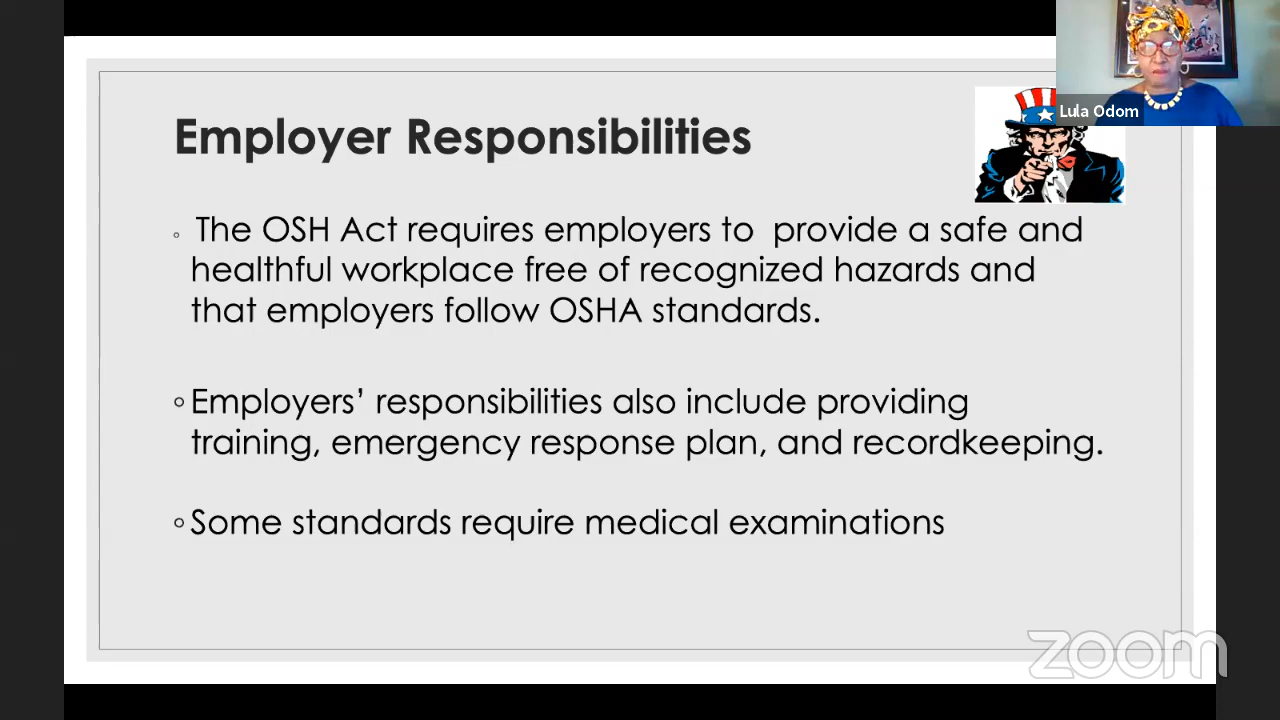 Lula Odom
Employer Responsibilities
◦ The OSH Act requires employers to  provide a safe and
healthful workplace free of recognized hazards and
that employers follow OSHA standards.
◦ Employers’ responsibilities also include providing
training, emergency response plan, and recordkeeping.
◦ Some standards require medical examinations
zoom